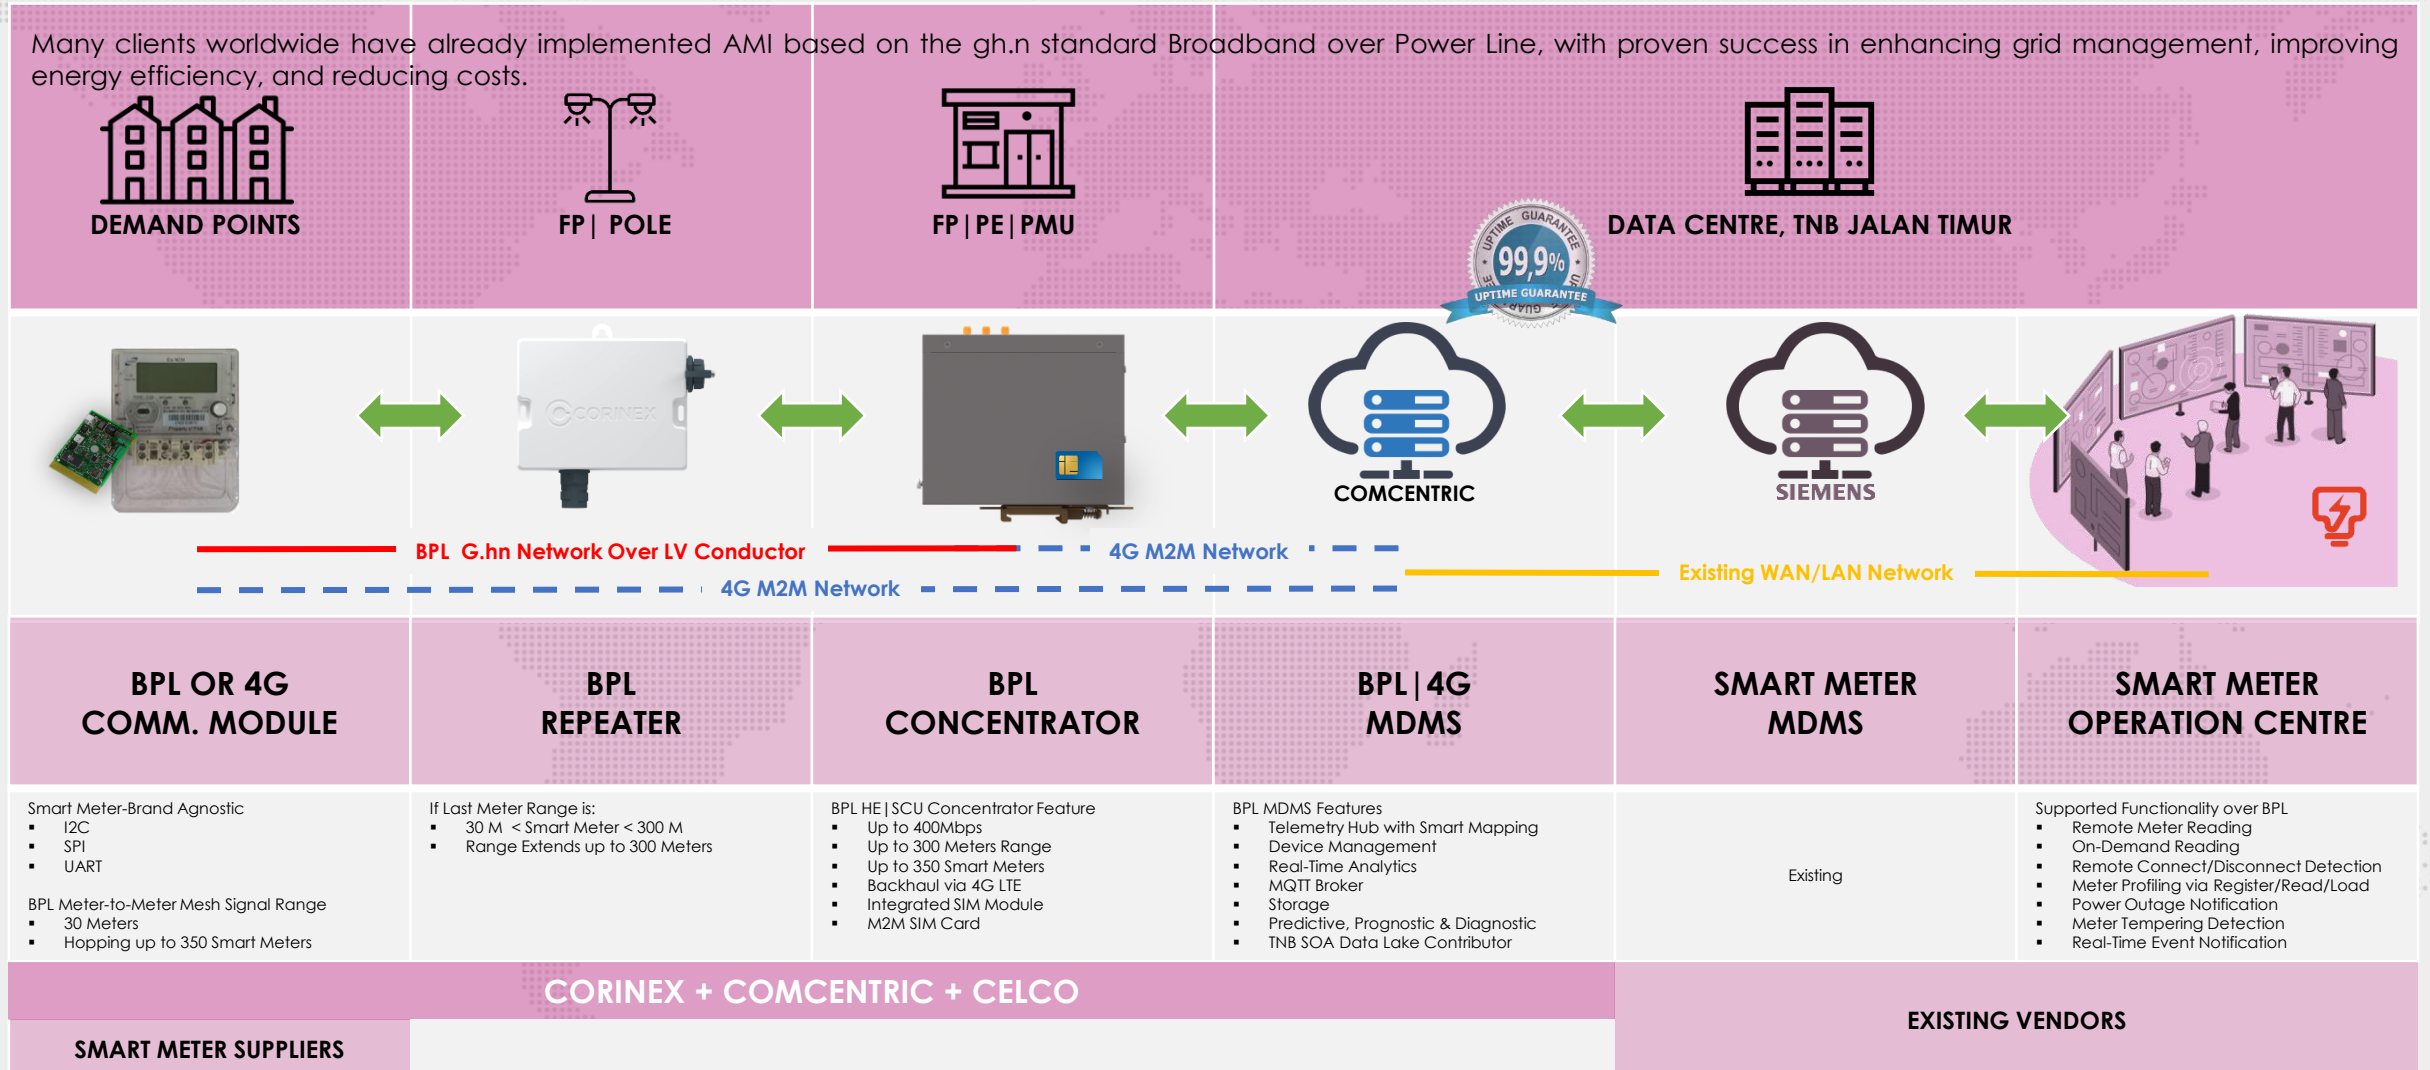 Many clients worldwide have already implemented AMI based on the gh.n standard Broadband over Power Line, with proven success in enhancing grid management, improving
energy efficiency, and reducing costs.
DEMAND POINTS
FP| POLE
FP|PE|PMU
DATA CENTRE, TNB JALAN TIMUR
UPTIME GUARANTEE
99,9%
UPTIME GUARANTEE
CORINEX
COMCENTRIC
SIEMENS
BPL G.hn Network Over LV Conductor
4G M2M Network
4G M2M Network
Existing WAN/LAN Network
BPL OR 4G
COMM. MODULE
BPL
REPEATER
BPL
CONCENTRATOR
BPL|4G
MDMS
SMART METER
MDMS
SMART METER
OPERATION CENTRE
Smart Meter-Brand Agnostic
▪ I2C
▪ SPI
▪ UART
BPL Meter-to-Meter Mesh Signal Range
▪ 30 Meters
▪ Hopping up to 350 Smart Meters
If Last Meter Range is:
▪ 30 M < Smart Meter < 300 M
▪ Range Extends up to 300 Meters
BPL HE|SCU Concentrator Feature
▪ Up to 400Mbps
▪ Up to 300 Meters Range
▪ Up to 350 Smart Meters
▪ Backhaul via 4G LTE
▪ Integrated SIM Module
▪ M2M SIM Card
BPL MDMS Features
▪ Telemetry Hub with Smart Mapping
▪ Device Management
▪ Real-Time Analytics
▪ MQTT Broker
▪ Storage
▪ Predictive, Prognostic & Diagnostic
▪ TNB SOA Data Lake Contributor
Existing
Supported Functionality over BPL
▪ Remote Meter Reading
▪ On-Demand Reading
▪ Remote Connect/Disconnect Detection
▪ Meter Profiling via Register/Read/Load
▪ Power Outage Notification
▪ Meter Tempering Detection
▪ Real-Time Event Notification
CORINEX + COMCENTRIC + CELCO
EXISTING VENDORS
SMART METER SUPPLIERS